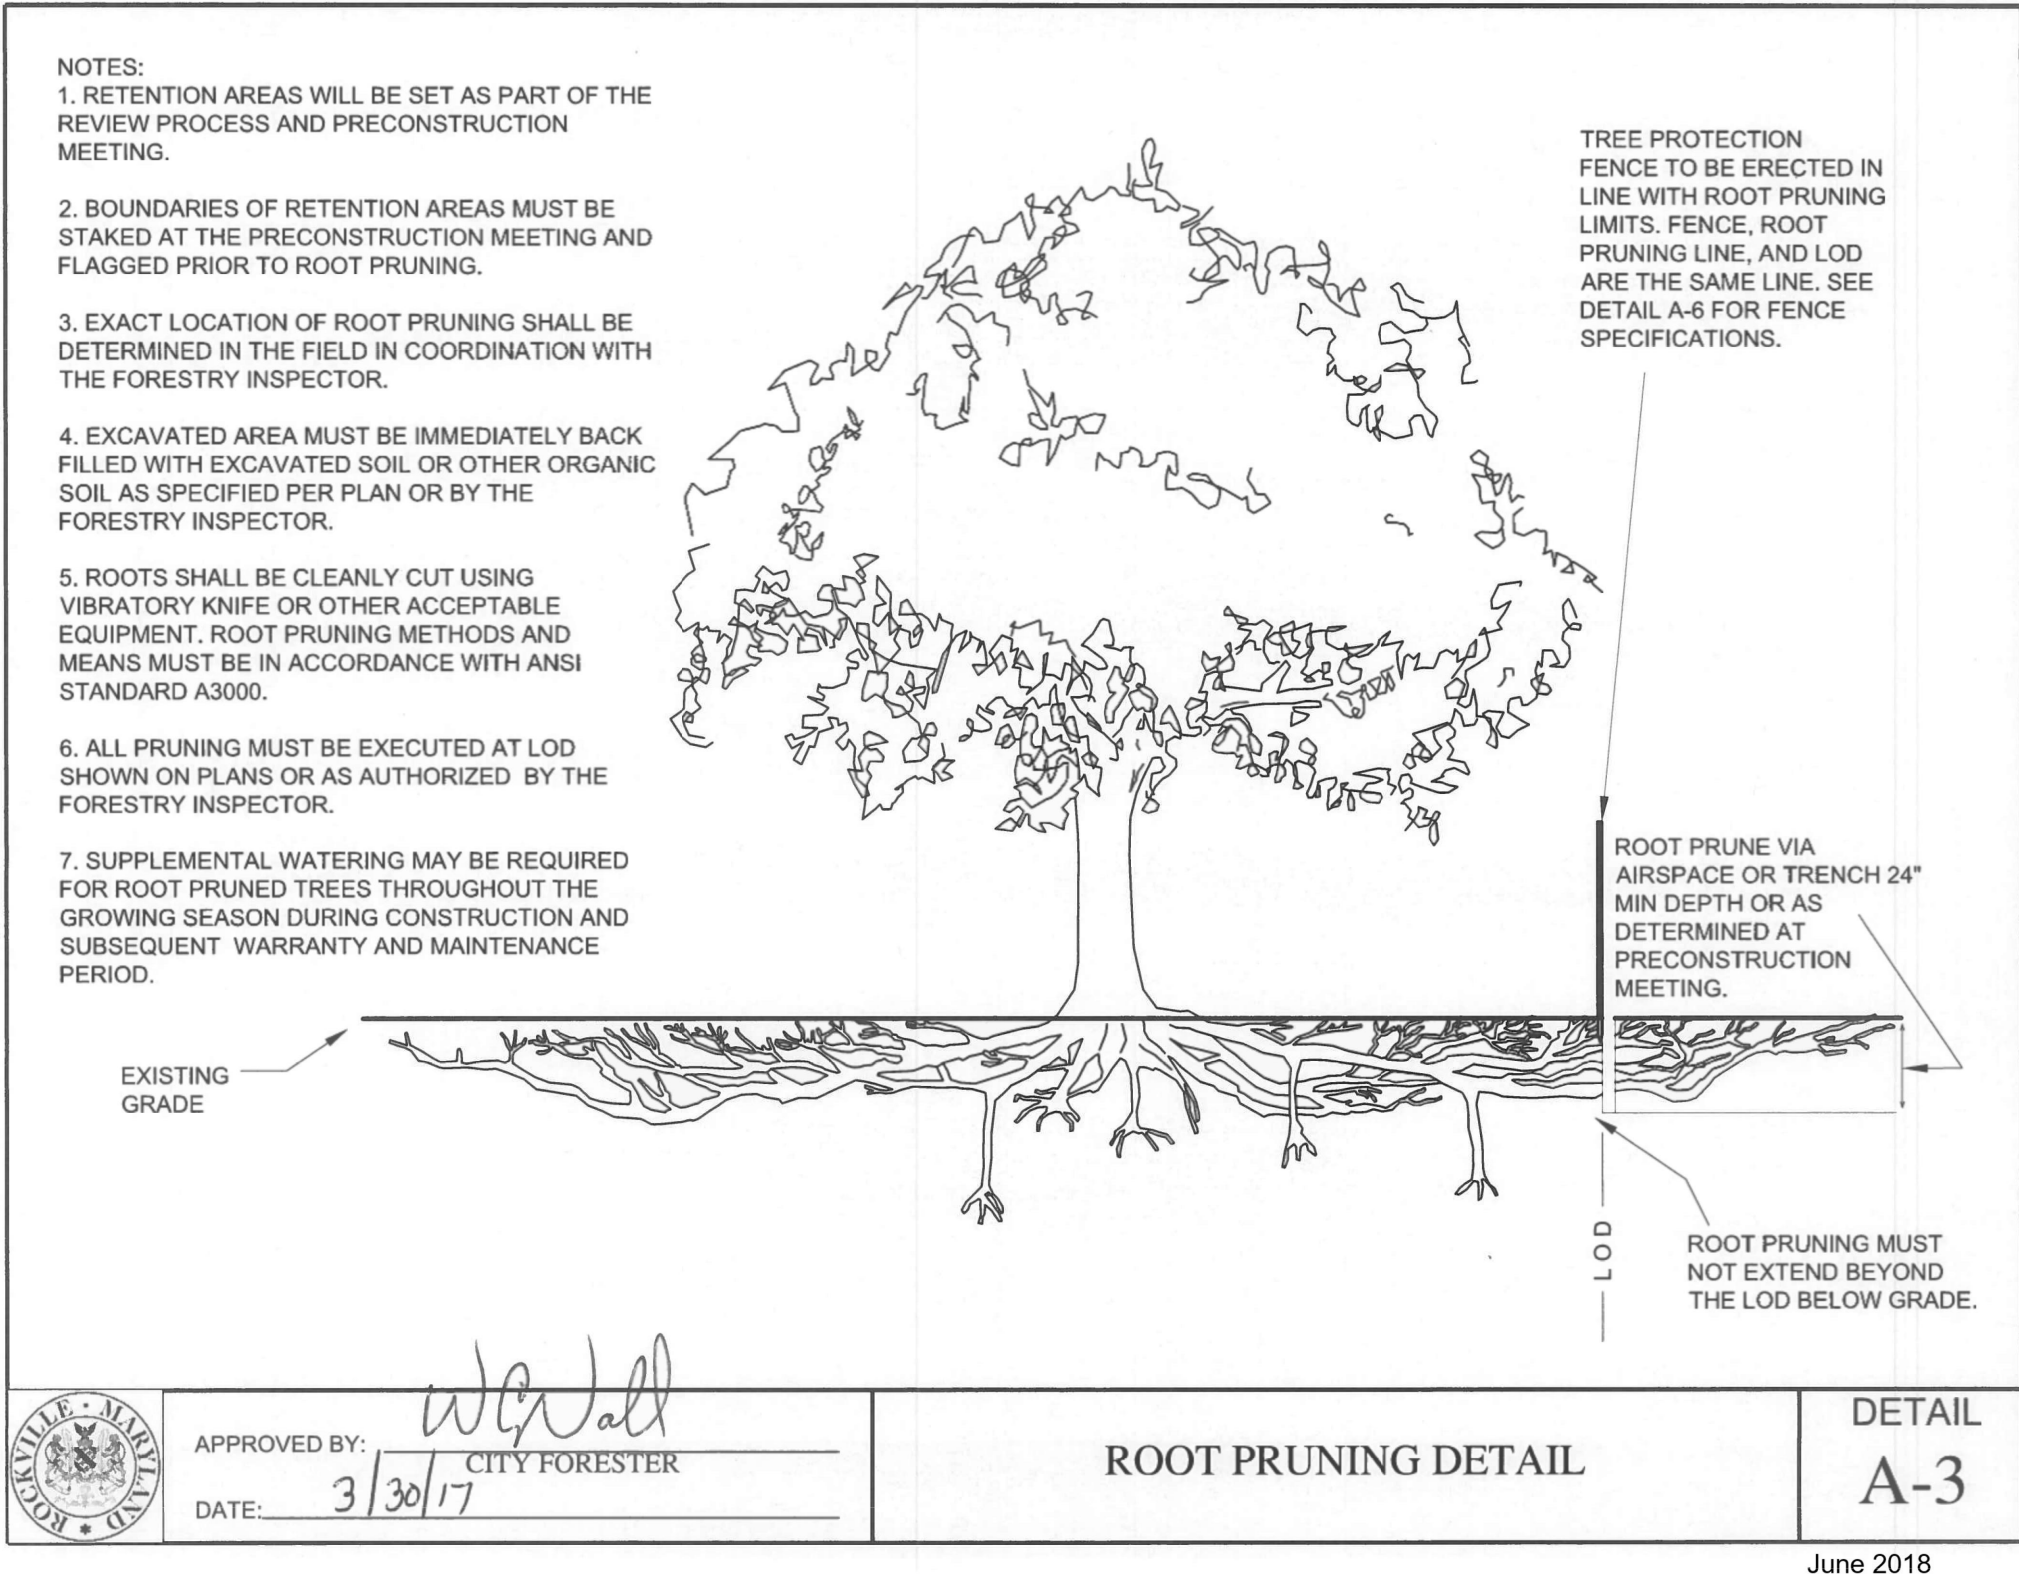 NOTES:
1. RETENTION AREAS WILL BE SET AS PART OF THE
REVIEW PROCESS AND PRECONSTRUCTION
MEETING.
2. BOUNDARIES OF RETENTION AREAS MUST BE
STAKED AT THE PRECONSTRUCTION MEETING AND
FLAGGED PRIOR TO ROOT PRUNING.
3. EXACT LOCATION OF ROOT PRUNING SHALL BE
DETERMINED IN THE FIELD IN COORDINATION WITH
THE FORESTRY INSPECTOR.
4. EXCAVATED AREA MUST BE IMMEDIATELY BACK
FILLED WITH EXCAVATED SOIL OR OTHER ORGANIC
SOIL AS SPECIFIED PER PLAN OR BY THE
FORESTRY INSPECTOR.
5. ROOTS SHALL BE CLEANLY CUT USING
VIBRATORY KNIFE OR OTHER ACCEPTABLE
EQUIPMENT. ROOT PRUNING METHODS AND
MEANS MUST BE IN ACCORDANCE WITH ANSI
STANDARD A3000.
6. ALL PRUNING MUST BE EXECUTED AT LOD
SHOWN ON PLANS OR AS AUTHORIZED BY THE
FORESTRY INSPECTOR.
7. SUPPLEMENTAL WATERING MAY BE REQUIRED
FOR ROOT PRUNED TREES THROUGHOUT THE
GROWING SEASON DURING CONSTRUCTION AND
SUBSEQUENT WARRANTY AND MAINTENANCE
PERIOD.
TREE PROTECTION
FENCE TO BE ERECTED IN
LINE WITH ROOT PRUNING
LIMITS. FENCE, ROOT
PRUNING LINE, AND LOD
ARE THE SAME LINE. SEE
DETAIL A-6 FOR FENCE
SPECIFICATIONS.
ROOT PRUNE VIA
AIRSPACE OR TRENCH 24"
MIN DEPTH OR AS
DETERMINED AT
PRECONSTRUCTION
MEETING.
EXISTING
GRADE
LOD
ROOT PRUNING MUST
NOT EXTEND BEYOND
THE LOD BELOW GRADE.
ROCKVILLE • MARYLAND
APPROVED BY:
CITY FORESTER
DATE: 3/30/17
ROOT PRUNING DETAIL
DETAIL
A-3
June 2018